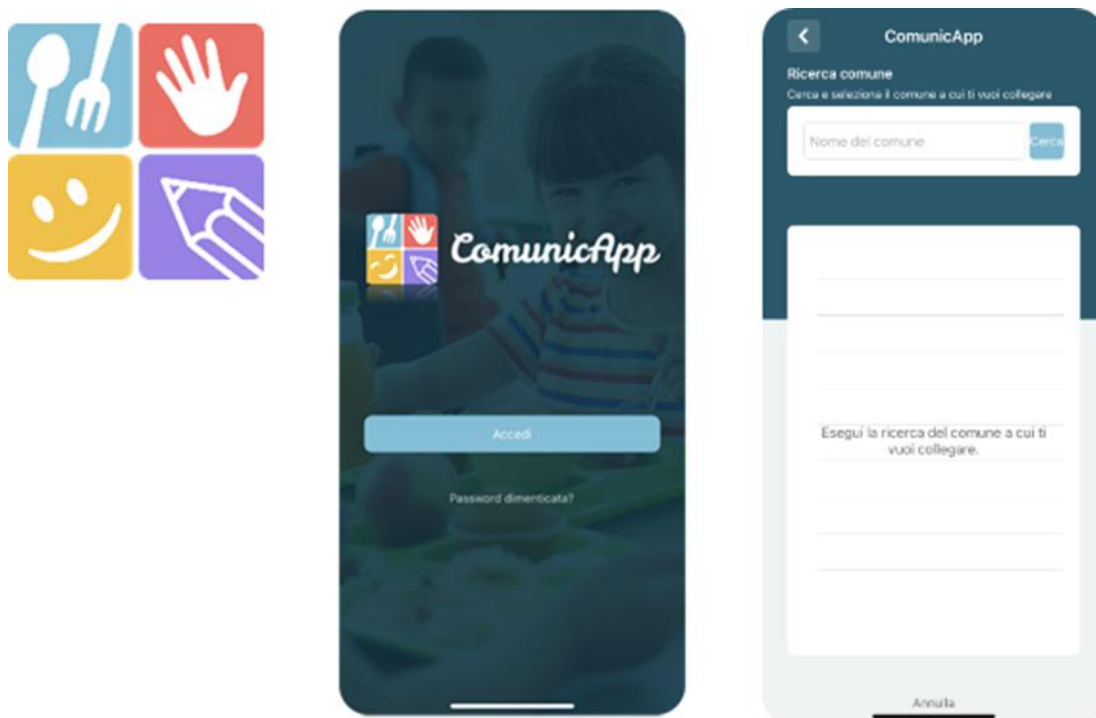 ComunicApp
Accedi
Password dimenticata?
ComunicApp
Ricerca comune
Cerca e seleziona il comune a cui ti vuoi collegare
Nome del comune
Cerca
Esegui la ricerca del comune a cui ti
vuoi collegare.
Annulla